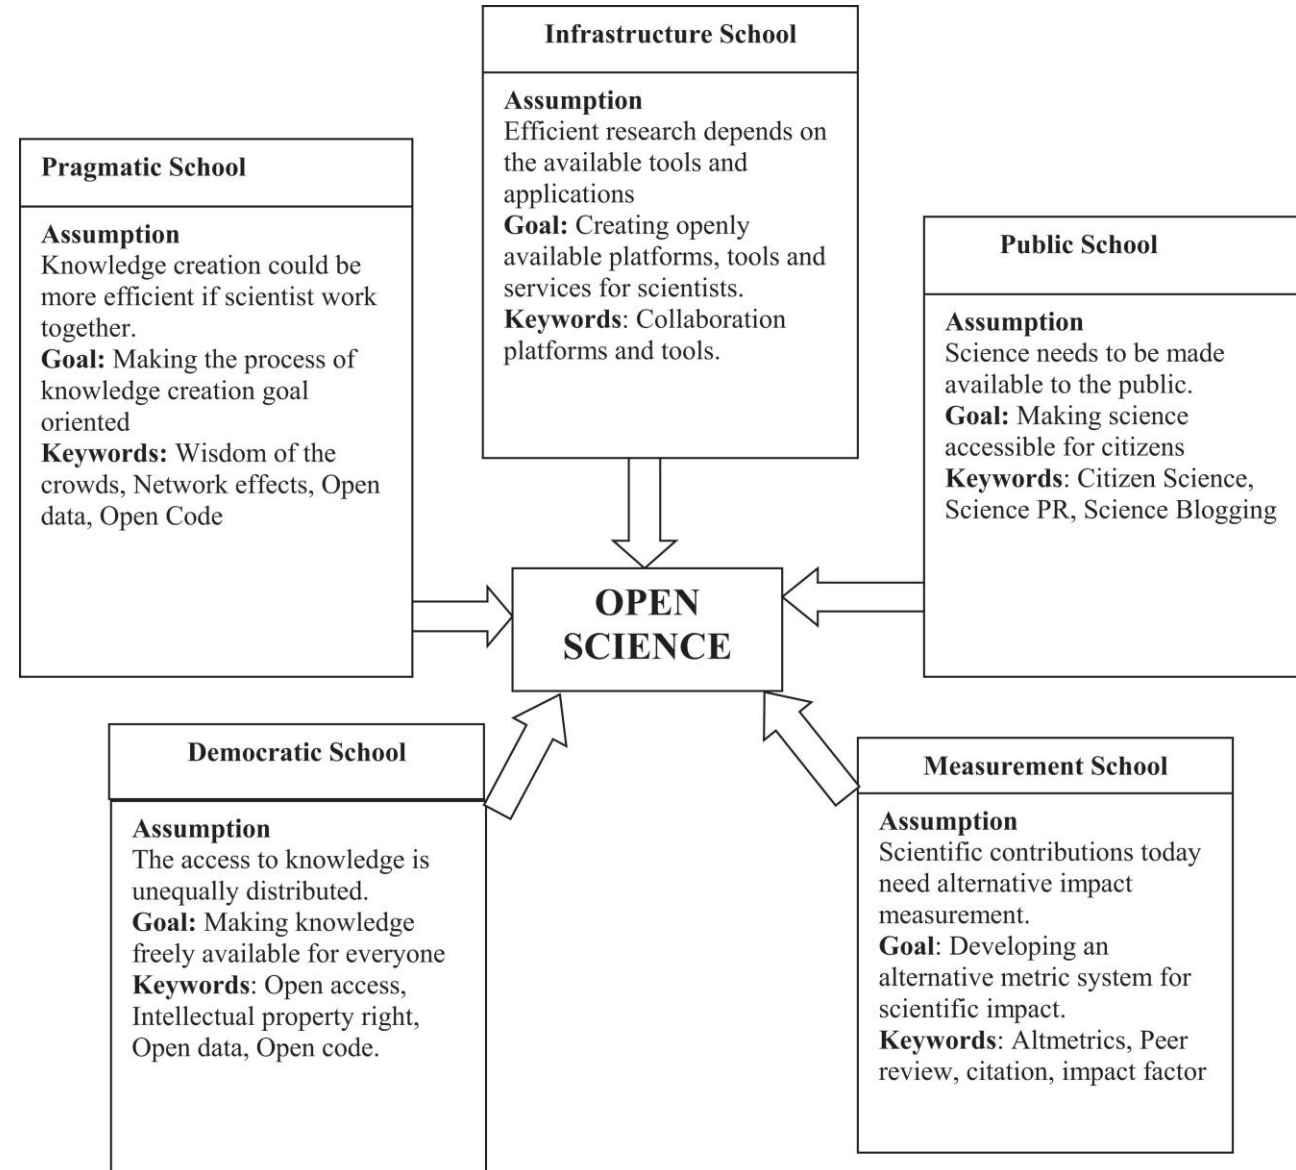 Infrastructure School
Assumption
Efficient research depends on
the available tools and
applications
Goal: Creating openly
available platforms, tools and
services for scientists.
Keywords: Collaboration
platforms and tools.
Pragmatic School
Assumption
Knowledge creation could be
more efficient if scientist work
together.
Goal: Making the process of
knowledge creation goal
oriented
Keywords: Wisdom of the
crowds, Network effects, Open
data, Open Code
Public School
Assumption
Science needs to be made
available to the public.
Goal: Making science
accessible for citizens
Keywords: Citizen Science,
Science PR, Science Blogging
OPEN
SCIENCE
Democratic School
Assumption
The access to knowledge is
unequally distributed.
Goal: Making knowledge
freely available for everyone
Keywords: Open access,
Intellectual property right,
Open data, Open code.
Measurement School
Assumption
Scientific contributions today
need alternative impact
measurement.
Goal: Developing an
alternative metric system for
scientific impact.
Keywords: Altmetrics, Peer
review, citation, impact factor